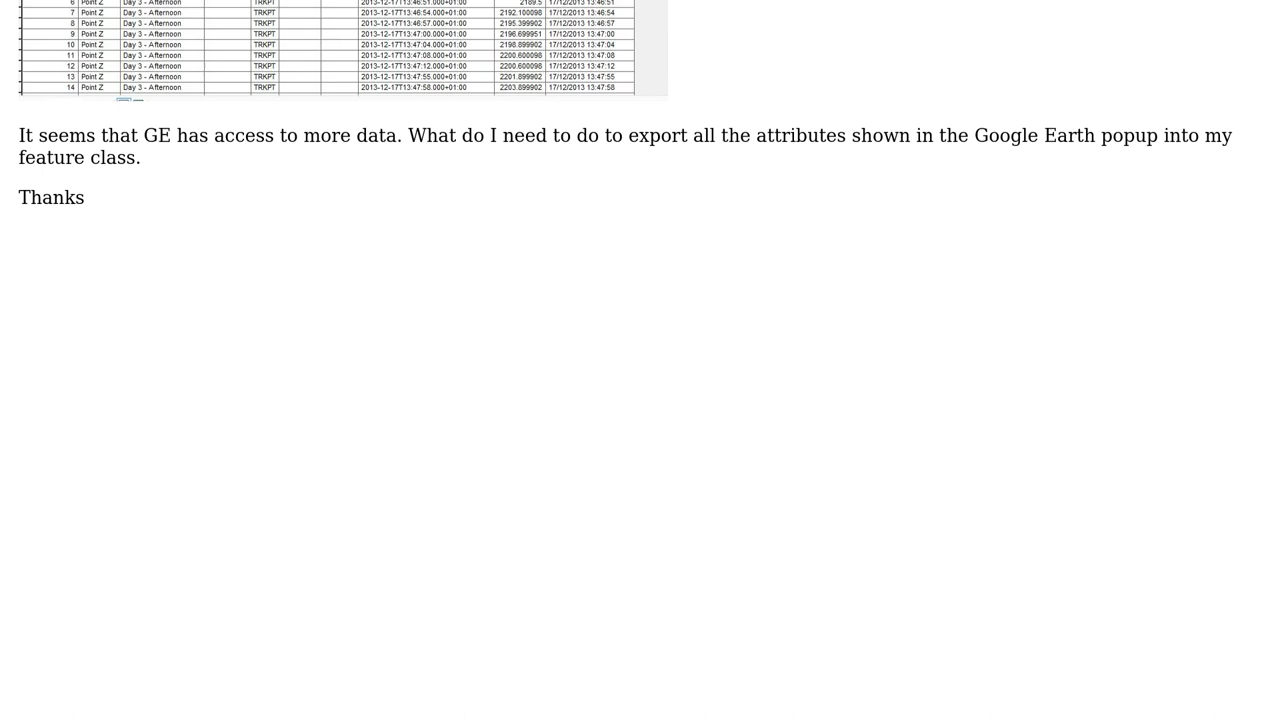 6 Point Z Day 3 - Afternoon TRKPT 2013-12-17T13:46:51.000+01:00 2189.5 17/12/2013 13:46:51
7 Point Z Day 3 - Afternoon TRKPT 2013-12-17T13:46:54.000+01:00 2192.100098 17/12/2013 13:46:54
8 Point Z Day 3 - Afternoon TRKPT 2013-12-17T13:46:57.000+01:00 2195.399902 17/12/2013 13:46:57
9 Point Z Day 3 - Afternoon TRKPT 2013-12-17T13:47:00.000+01:00 2196.699951 17/12/2013 13:47:00
10 Point Z Day 3 - Afternoon TRKPT 2013-12-17T13:47:04.000+01:00 2198.899902 17/12/2013 13:47:04
11 Point Z Day 3 - Afternoon TRKPT 2013-12-17T13:47:08.000+01:00 2200.600098 17/12/2013 13:47:08
12 Point Z Day 3 - Afternoon TRKPT 2013-12-17T13:47:12.000+01:00 2200.600098 17/12/2013 13:47:12
13 Point Z Day 3 - Afternoon TRKPT 2013-12-17T13:47:55.000+01:00 2201.899902 17/12/2013 13:47:55
14 Point Z Day 3 - Afternoon TRKPT 2013-12-17T13:47:58.000+01:00 2203.899902 17/12/2013 13:47:58
It seems that GE has access to more data. What do I need to do to export all the attributes shown in the Google Earth popup into my
feature class.
Thanks